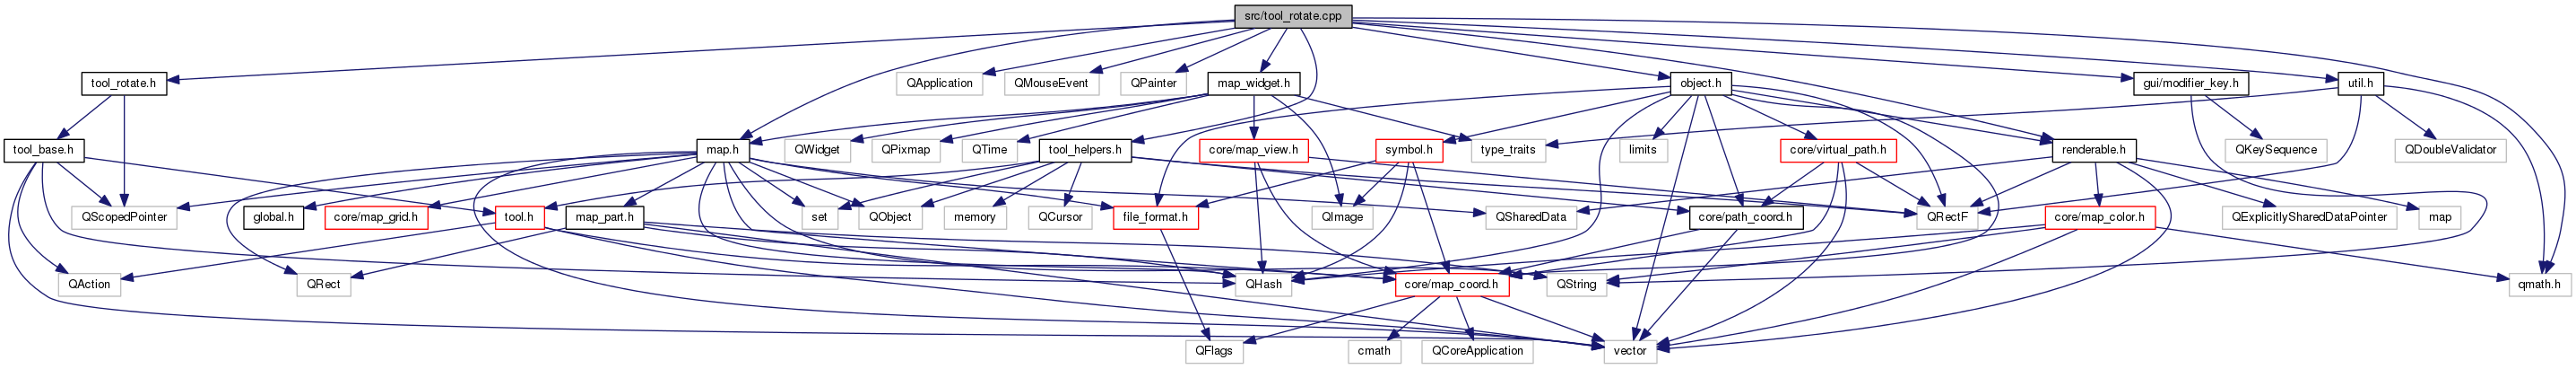 src/tool_rotate.cpp
tool_rotate.h
QApplication
QMouseEvent
QPainter
map_widget.h
object.h
gui/modifier_key.h
util.h
tool_base.h
map.h
QWidget
QPixmap
QTime
tool_helpers.h
core/map_view.h
symbol.h
type_traits
limits
core/virtual_path.h
renderable.h
QKeySequence
QDoubleValidator
QScopedPointer
global.h
core/map_grid.h
tool.h
map_part.h
set
QObject
memory
QCursor
file_format.h
QImage
QSharedData
core/path_coord.h
QRectF
core/map_color.h
QExplicitlySharedDataPointer
map
QAction
QRect
QHash
core/map_coord.h
QString
qmath.h
QFlags
cmath
QCoreApplication
vector